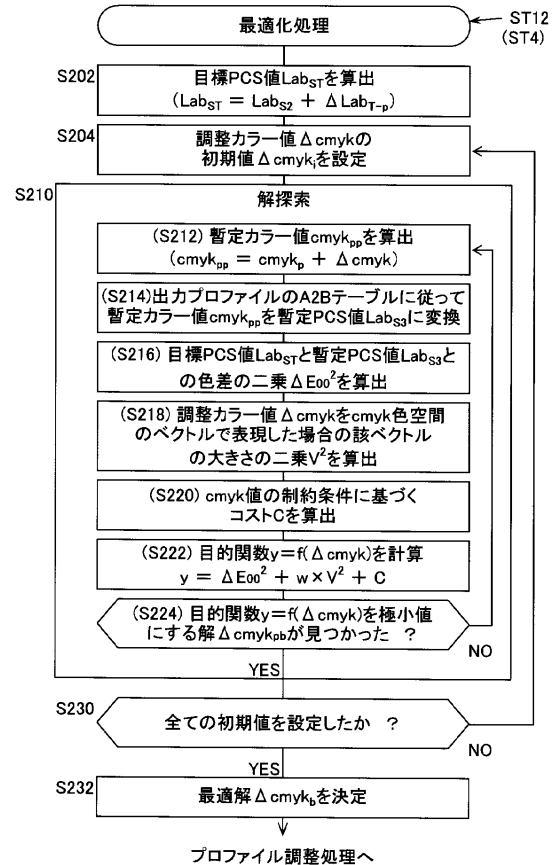 最適化処理
ST12
(ST4)
S202
目標PCS値LabSTを算出
(LabST = LabS2 + ΔLabT-p)
S204
調整カラー値Δcmykの
初期値Δcmykiを設定
S210
解探索
(S212) 暫定カラー値cmykppを算出
(cmykpp = cmykp + Δcmyk)
(S214)出力プロファイルのA2Bテーブルに従って
暫定カラー値cmykppを暫定PCS値LabS3に変換
(S216) 目標PCS値LabSTと暫定PCS値LabS3と
の色差の二乗ΔE00²を算出
(S218) 調整カラー値Δcmykをcmyk色空間
のベクトルで表現した場合の該ベクトル
の大きさの二乗V²を算出
(S220) cmyk値の制約条件に基づく
コストCを算出
(S222) 目的関数y=f(Δcmyk)を計算
y = ΔE00² + w×V² + C
(S224) 目的関数y=f(Δcmyk)を極小値
にする解Δcmykpbが見つかった ?
NO
YES
S230
全ての初期値を設定したか ?
NO
YES
S232
最適解Δcmykbを決定
プロファイル調整処理へ